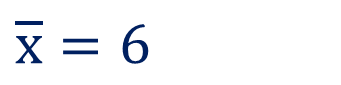 x̅ = 6